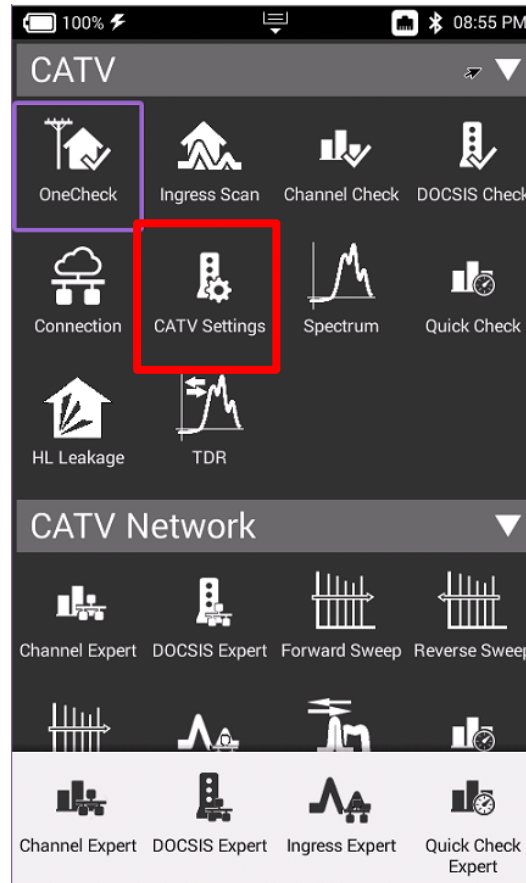 100% 08:55 PM
CATV
OneCheck Ingress Scan Channel Check DOCSIS Check
Connection CATV Settings Spectrum Quick Check
HL Leakage TDR
CATV Network
Channel Expert DOCSIS Expert Forward Sweep Reverse Sweep
Channel Expert DOCSIS Expert Ingress Expert Quick Check
Expert